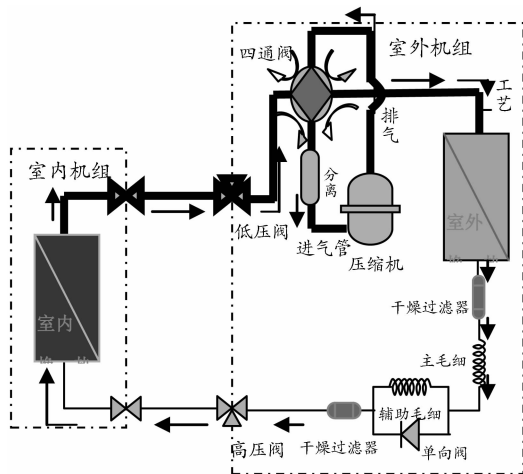 四通阀
室外机组
工艺
排气
室内机组
分离
低压阀
进气管
压缩机
室外
室内
干燥过滤器
主毛细
辅助毛细
单向阀
高压阀
干燥过滤器